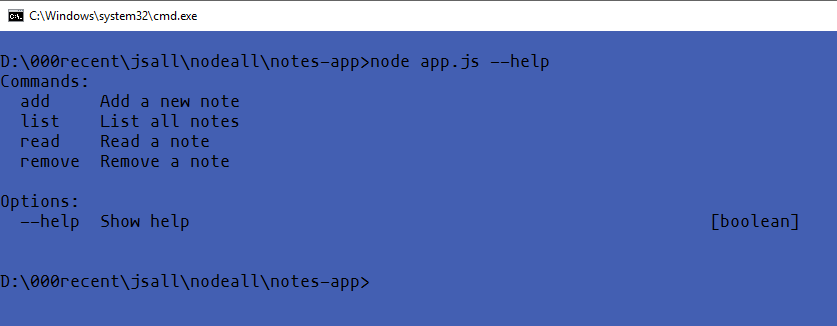 C:\Windows\system32\cmd.exe
D:\000recent\jsall\nodeall\notes-app>node app.js --help
Commands:
  add     Add a new note
  list    List all notes
  read    Read a note
  remove  Remove a note
Options:
  --help  Show help                                                    [boolean]
D:\000recent\jsall\nodeall\notes-app>